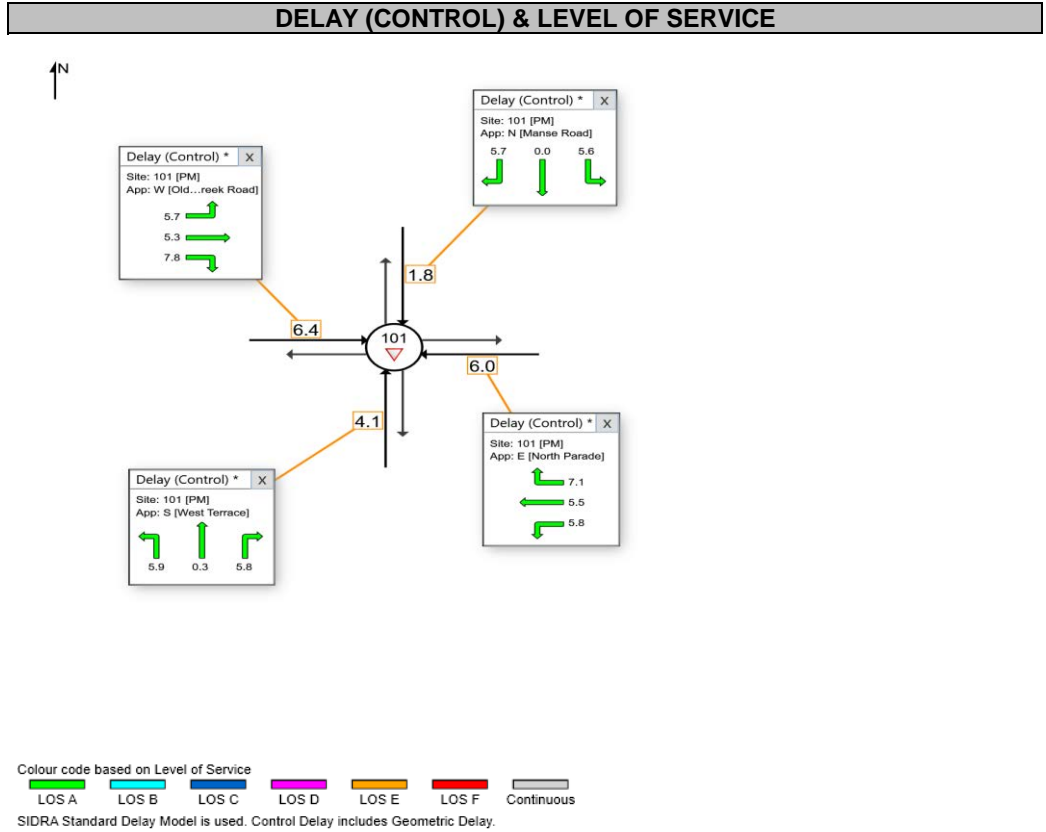 DELAY (CONTROL) & LEVEL OF SERVICE
N
Delay (Control) * X
Site: 101 [PM]
App: N [Manse Road]
5.7 0.0 5.6
Delay (Control) * X
Site: 101 [PM]
App: W [Old...reek Road]
5.7
5.3
7.8
1.8
6.4
101
6.0
4.1
Delay (Control) * X
Site: 101 [PM]
App: E [North Parade]
7.1
5.5
5.8
Delay (Control) * X
Site: 101 [PM]
App: S [West Terrace]
5.9 0.3 5.8
Colour code based on Level of Service
LOS A LOS B LOS C LOS D LOS E LOS F Continuous
SIDRA Standard Delay Model is used. Control Delay includes Geometric Delay.